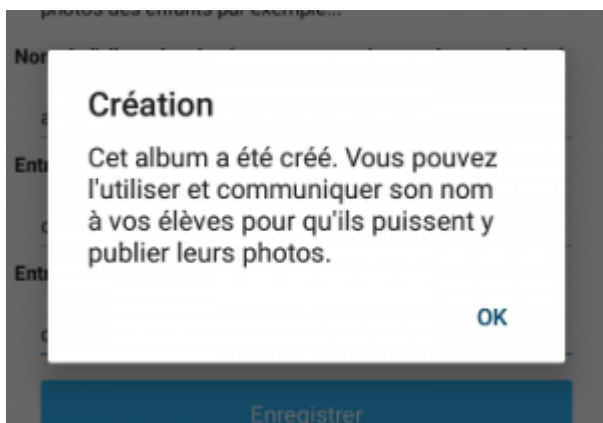 photos des enfants par exemple...
Création
Cet album a été créé. Vous pouvez
l'utiliser et communiquer son nom
à vos élèves pour qu'ils puissent y
publier leurs photos.
OK
Enregistrer